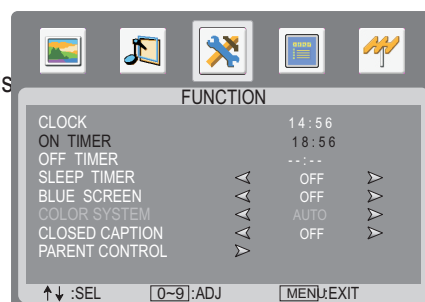 S
FUNCTION
CLOCK 14:56
ON TIMER 18:56
OFF TIMER --:--
SLEEP TIMER OFF
BLUE SCREEN OFF
COLOR SYSTEM AUTO
CLOSED CAPTION OFF
PARENT CONTROL
↑↓ :SEL 0~9 :ADJ MENU:EXIT